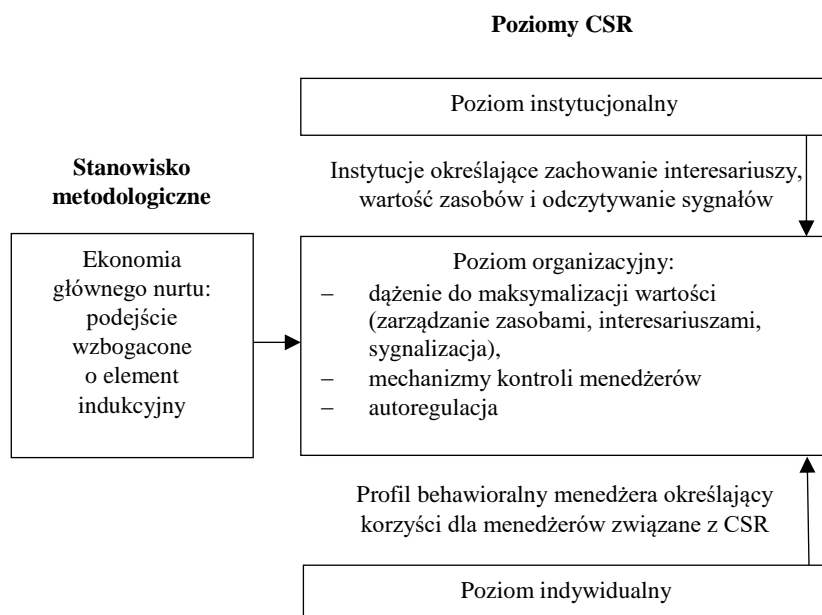 Poziomy CSR
Poziom instytucjonalny
Stanowisko
metodologiczne
Instytucje określające zachowanie interesariuszy,
wartość zasobów i odczytywanie sygnałów
Ekonomia
głównego nurtu:
podejście
wzbogacone
o element
indukcyjny
Poziom organizacyjny:
– dążenie do maksymalizacji wartości
(zarządzanie zasobami, interesariuszami,
sygnalizacja),
– mechanizmy kontroli menedżerów
– autoregulacja
Profil behawioralny menedżera określający
korzyści dla menedżerów związane z CSR
Poziom indywidualny